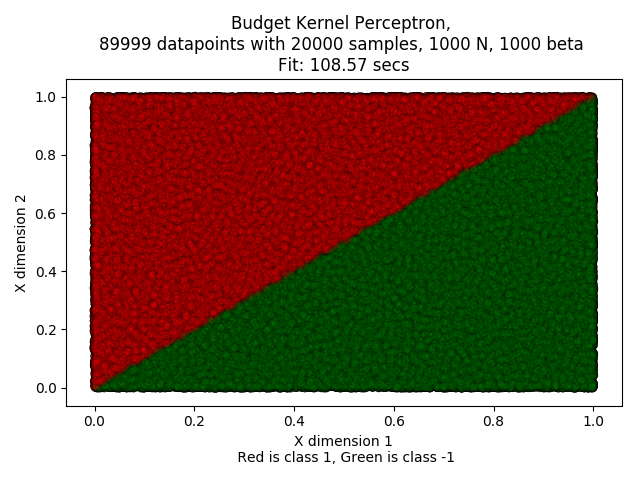 Budget Kernel Perceptron,
89999 datapoints with 20000 samples, 1000 N, 1000 beta
Fit: 108.57 secs
1.0
0.8
0.6
0.4
0.2
0.0
X dimension 2
0.0 0.2 0.4 0.6 0.8 1.0
X dimension 1
Red is class 1, Green is class -1